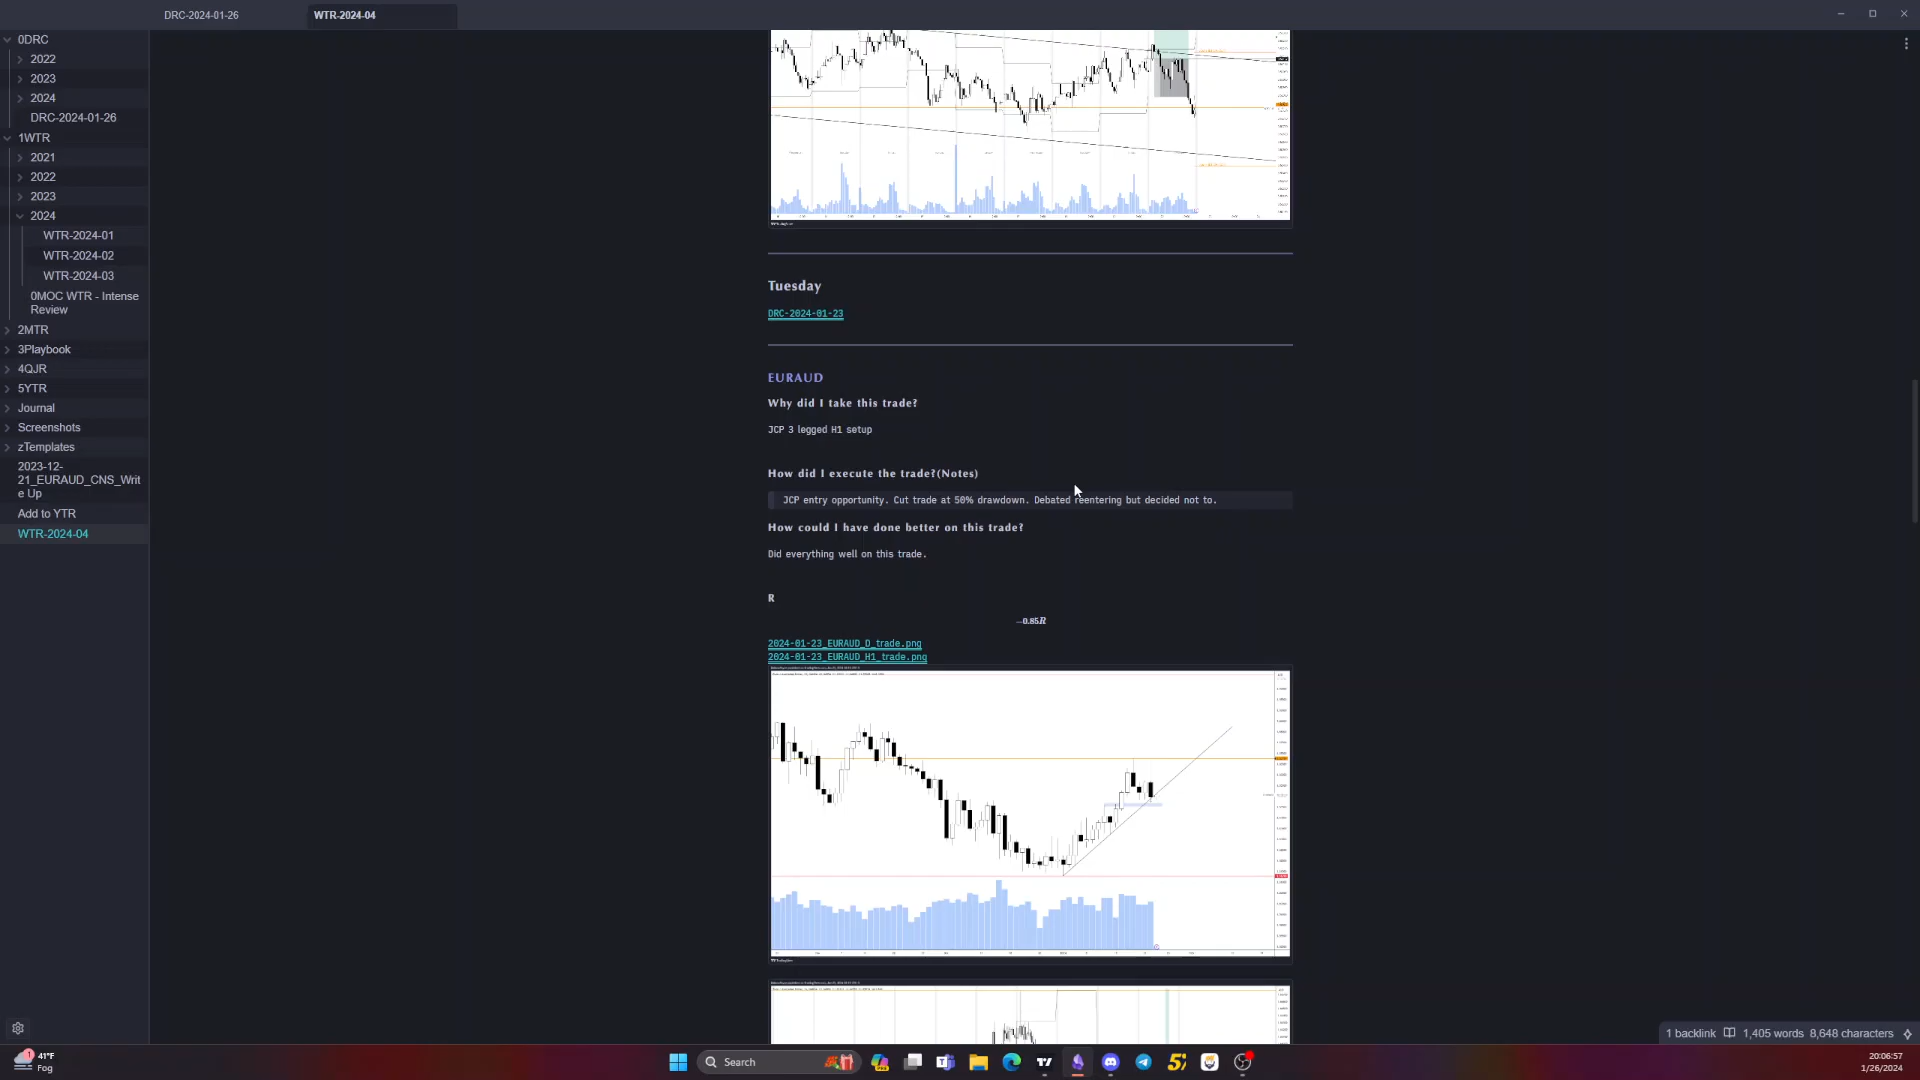 DRC-2024-01-26
WTR-2024-04
0DRC
2022
2023
2024
DRC-2024-01-26
1WTR
2021
2022
2023
2024
WTR-2024-01
WTR-2024-02
WTR-2024-03
0MOC WTR - Intense
Review
2MTR
3Playbook
4QJR
5YTR
Journal
Screenshots
zTemplates
2023-12-
21_EURAUD_CNS_Writ
e Up
Add to YTR
WTR-2024-04
Tuesday
DRC-2024-01-23
EURAUD
Why did I take this trade?
JCP 3 legged H1 setup
How did I execute the trade?(Notes)
JCP entry opportunity. Cut trade at 50% drawdown. Debated reentering but decided not to.
How could I have done better on this trade?
Did everything well on this trade.
R
−0.85R
2024-01-23_EURAUD_D_trade.png
2024-01-23_EURAUD_H1_trade.png
1 backlink 1,405 words 8,648 characters
1
41°F
Fog
Search
20:06:57
1/26/2024